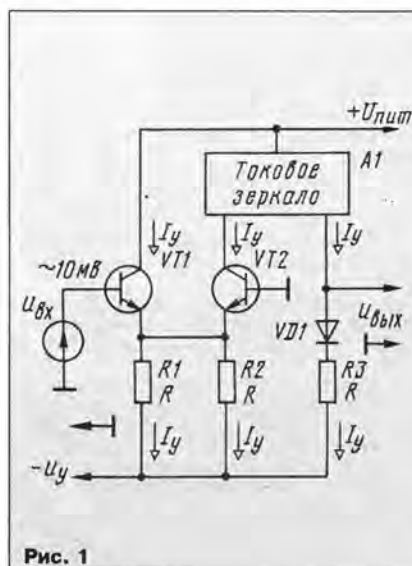 +Uпит
A1
Токовое зеркало
Iу
Iу
Iу
VT1
VT2
~10мВ
Uвх
Uвых
VD1
R1
R
R2
R
R3
R
Iу
Iу
Iу
-Uу
Рис. 1